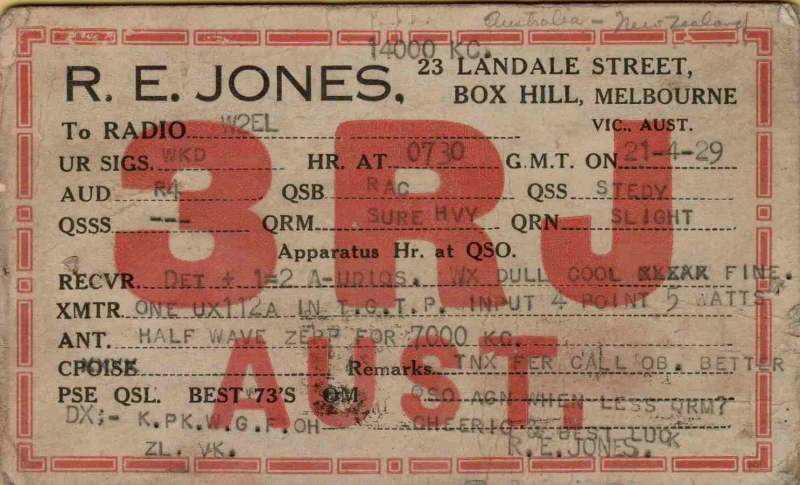 Australia - New Zealand
14000 KC.
R. E. JONES, 23 LANDALE STREET,
BOX HILL, MELBOURNE
VIC., AUST.
To RADIO W2EL
UR SIGS. WKD HR. AT 0730 G.M.T. ON 21-4-29
AUD R4 QSB RAC QSS STEDY
QSSS --- QRM SURE HVY QRN SLIGHT
3RJ
Apparatus Hr. at QSO.
RECVR DET + 1=2 A-UDIOS. WX DULL COOL FINE.
XMTR ONE UX112A IN T.G.T.P. INPUT 4 POINT 5 WATTS
ANT. HALF WAVE ZEPP FOR 7000 KC.
CPOISE Remarks TNX FER CALL OB. BETTER
PSE QSL. BEST 73'S OM QSO AGN WHEN LESS QRM?
AUST.
DX;- K.PK.W.G.F.OH CHEERIO & BEST LUCK
ZL. VK. R.E.JONES.